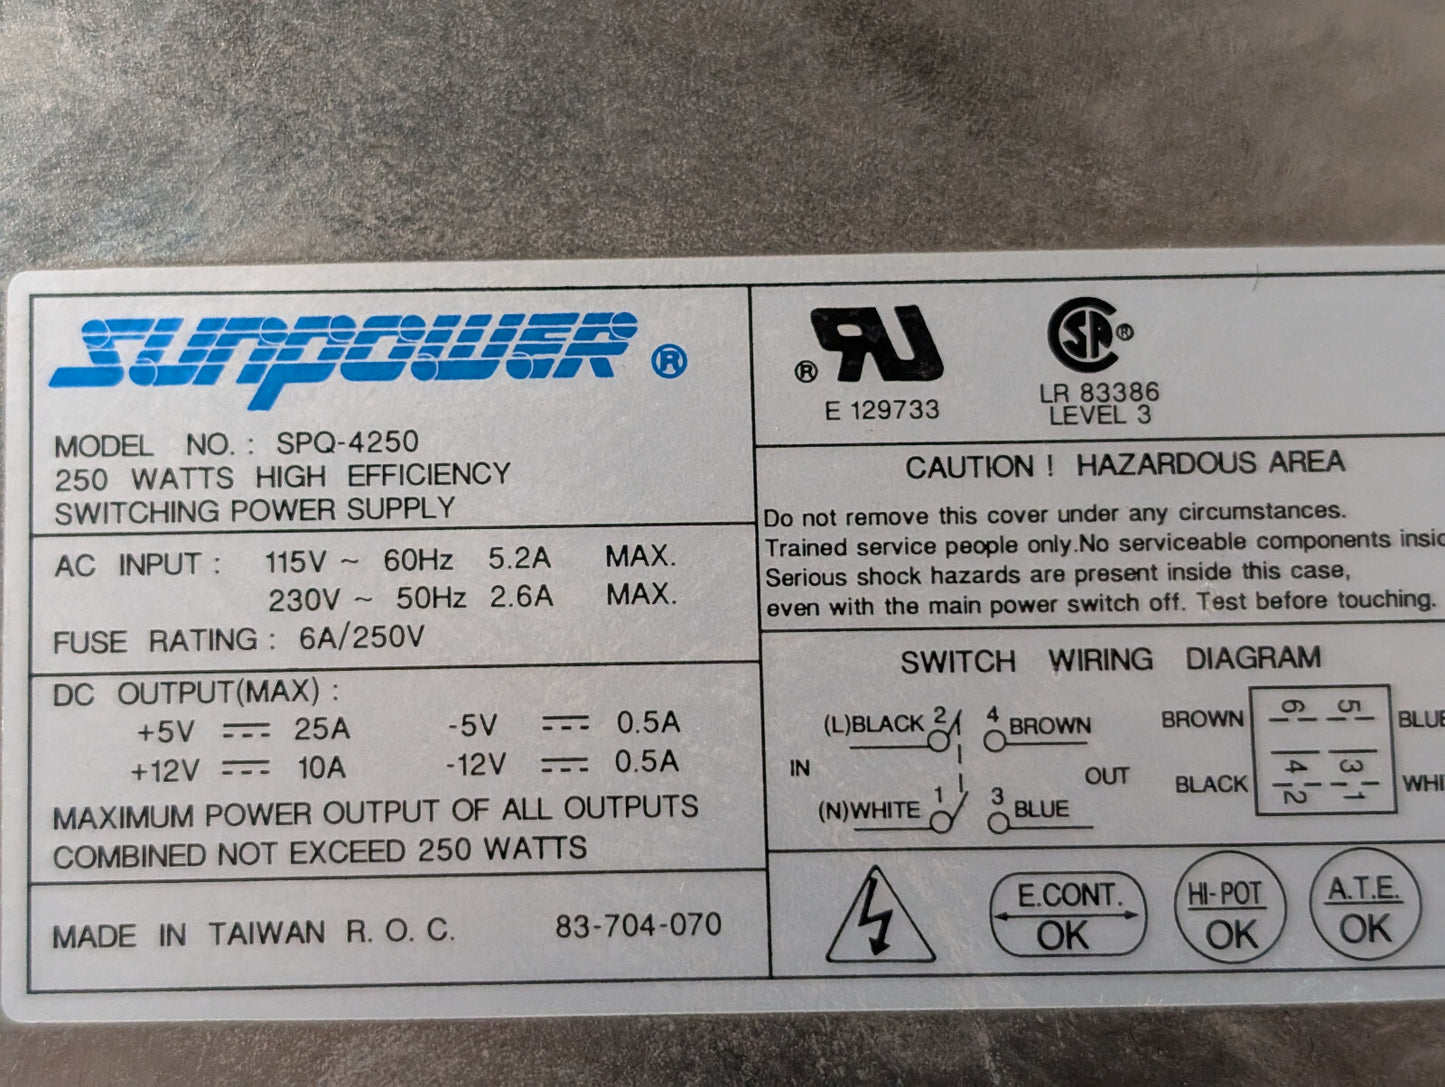 SUNPOWER ®
MODEL NO. : SPQ-4250
250 WATTS HIGH EFFICIENCY
SWITCHING POWER SUPPLY
AC INPUT : 115V ~ 60Hz 5.2A MAX.
230V ~ 50Hz 2.6A MAX.
FUSE RATING : 6A/250V
DC OUTPUT(MAX) :
+5V 25A -5V 0.5A
+12V 10A -12V 0.5A
MAXIMUM POWER OUTPUT OF ALL OUTPUTS
COMBINED NOT EXCEED 250 WATTS
MADE IN TAIWAN R. O. C. 83-704-070
® RU
E 129733
SA ®
LR 83386
LEVEL 3
CAUTION ! HAZARDOUS AREA
Do not remove this cover under any circumstances.
Trained service people only.No serviceable components
Serious shock hazards are present inside this case,
even with the main power switch off. Test before touching.
SWITCH WIRING DIAGRAM
(L)BLACK 2 4 BROWN
IN OUT
(N)WHITE 1 3 BLUE
BROWN 6 5 BLUE
4 3
BLACK 2 1
E.CONT. OK
HI-POT OK
A.T.E. OK